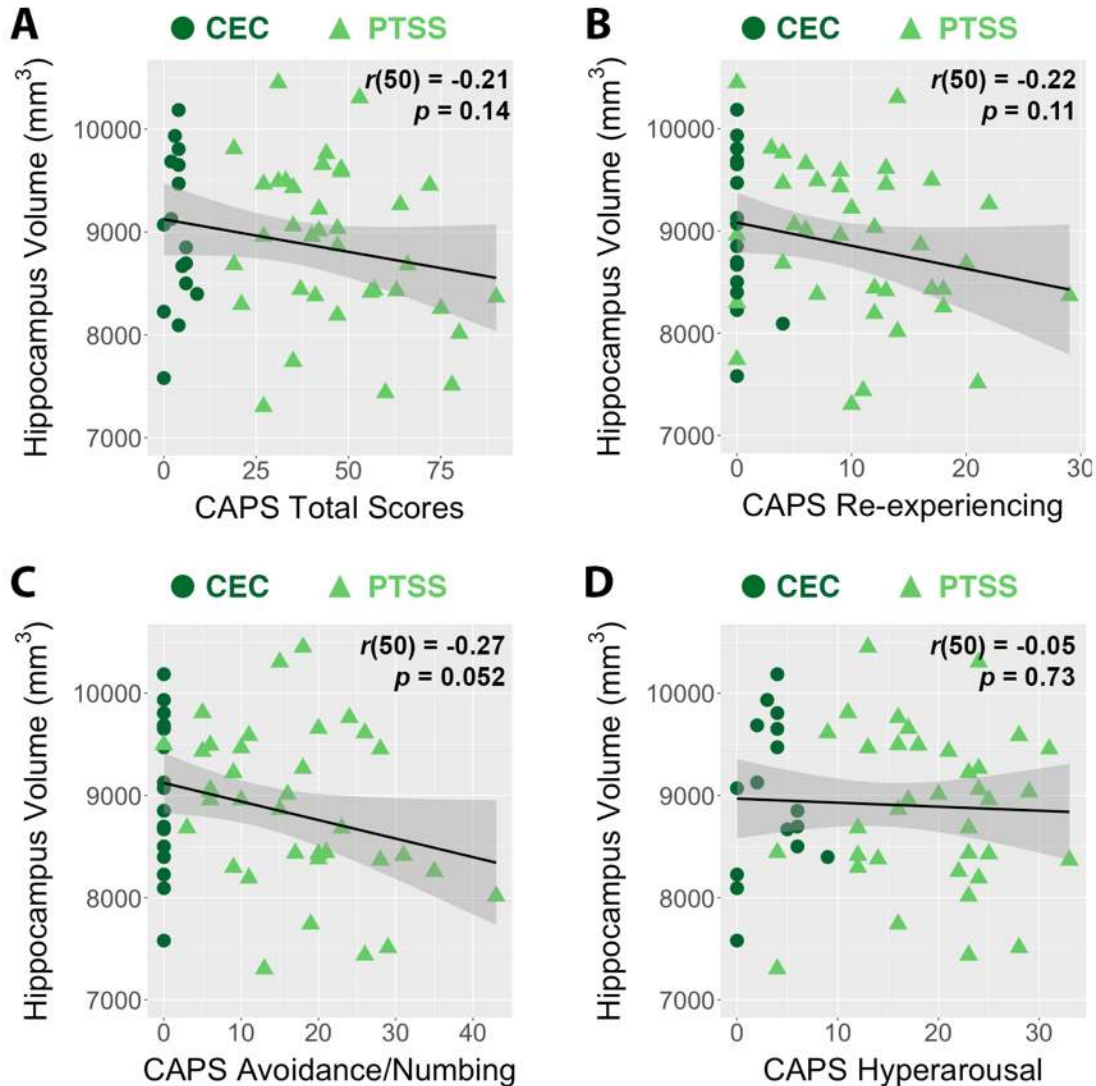 A
CEC PTSS
r(50) = -0.21
p = 0.14
Hippocampus Volume (mm³)
10000
9000
8000
7000
0 25 50 75
CAPS Total Scores
B
CEC PTSS
r(50) = -0.22
p = 0.11
Hippocampus Volume (mm³)
10000
9000
8000
7000
0 10 20 30
CAPS Re-experiencing
C
CEC PTSS
r(50) = -0.27
p = 0.052
Hippocampus Volume (mm³)
10000
9000
8000
7000
0 10 20 30 40
CAPS Avoidance/Numbing
D
CEC PTSS
r(50) = -0.05
p = 0.73
Hippocampus Volume (mm³)
10000
9000
8000
7000
0 10 20 30
CAPS Hyperarousal